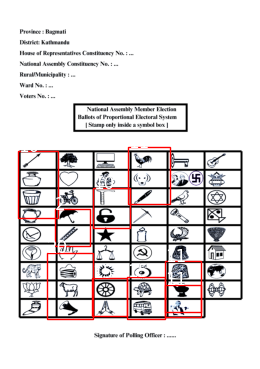 Province : Bagmati
District: Kathmandu
House of Representatives Constituency No. : ...
National Assembly Constituency No. : ...
Rural/Municipality : ...
Ward No. : ...
Voters No. : ...
National Assembly Member Election
Ballots of Proportional Electoral System
[ Stamp only inside a symbol box ]
Signature of Polling Officer : ......